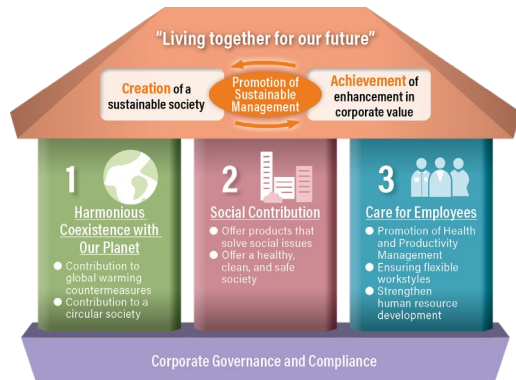 “Living together for our future”
Creation of a
sustainable society
Promotion of
Sustainable
Management
Achievement of
enhancement in
corporate value
1
Harmonious
Coexistence with
Our Planet
● Contribution to
global warming
countermeasures
● Contribution to a
circular society
2
Social Contribution
● Offer products that
solve social issues
● Offer a healthy,
clean, and safe
society
3
Care for Employees
● Promotion of Health
and Productivity
Management
● Ensuring flexible
workstyles
● Strengthen
human resource
development
Corporate Governance and Compliance